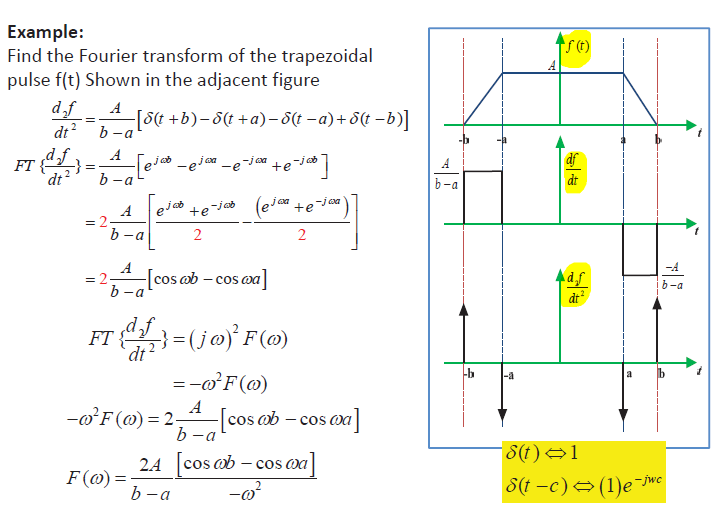 Example:
Find the Fourier transform of the trapezoidal
pulse f(t) Shown in the adjacent figure
d₂f/dt² = A/(b−a) [δ(t+b)−δ(t+a)−δ(t−a)+δ(t−b)]
FT {d₂f/dt²} = A/(b−a) [e^{jωb} −e^{jωa} −e^{−jωa} +e^{−jωb}]
= 2 A/(b−a) [(e^{jωb} +e^{−jωb})/2 − (e^{jωa} +e^{−jωa})/2]
= 2 A/(b−a) [cos ωb − cos ωa]
FT {d₂f/dt²} = (jω)² F(ω)
= −ω² F(ω)
−ω² F(ω) = 2 A/(b−a) [cos ωb − cos ωa]
F(ω) = 2A/(b−a) [cos ωb − cos ωa]/−ω²
f(t)
A
-b -a a b t
A/(b−a)
df/dt
t
−A/(b−a)
d₂f/dt²
-b -a a b t
δ(t) ⇔ 1
δ(t−c) ⇔ (1)e^{−jwc}